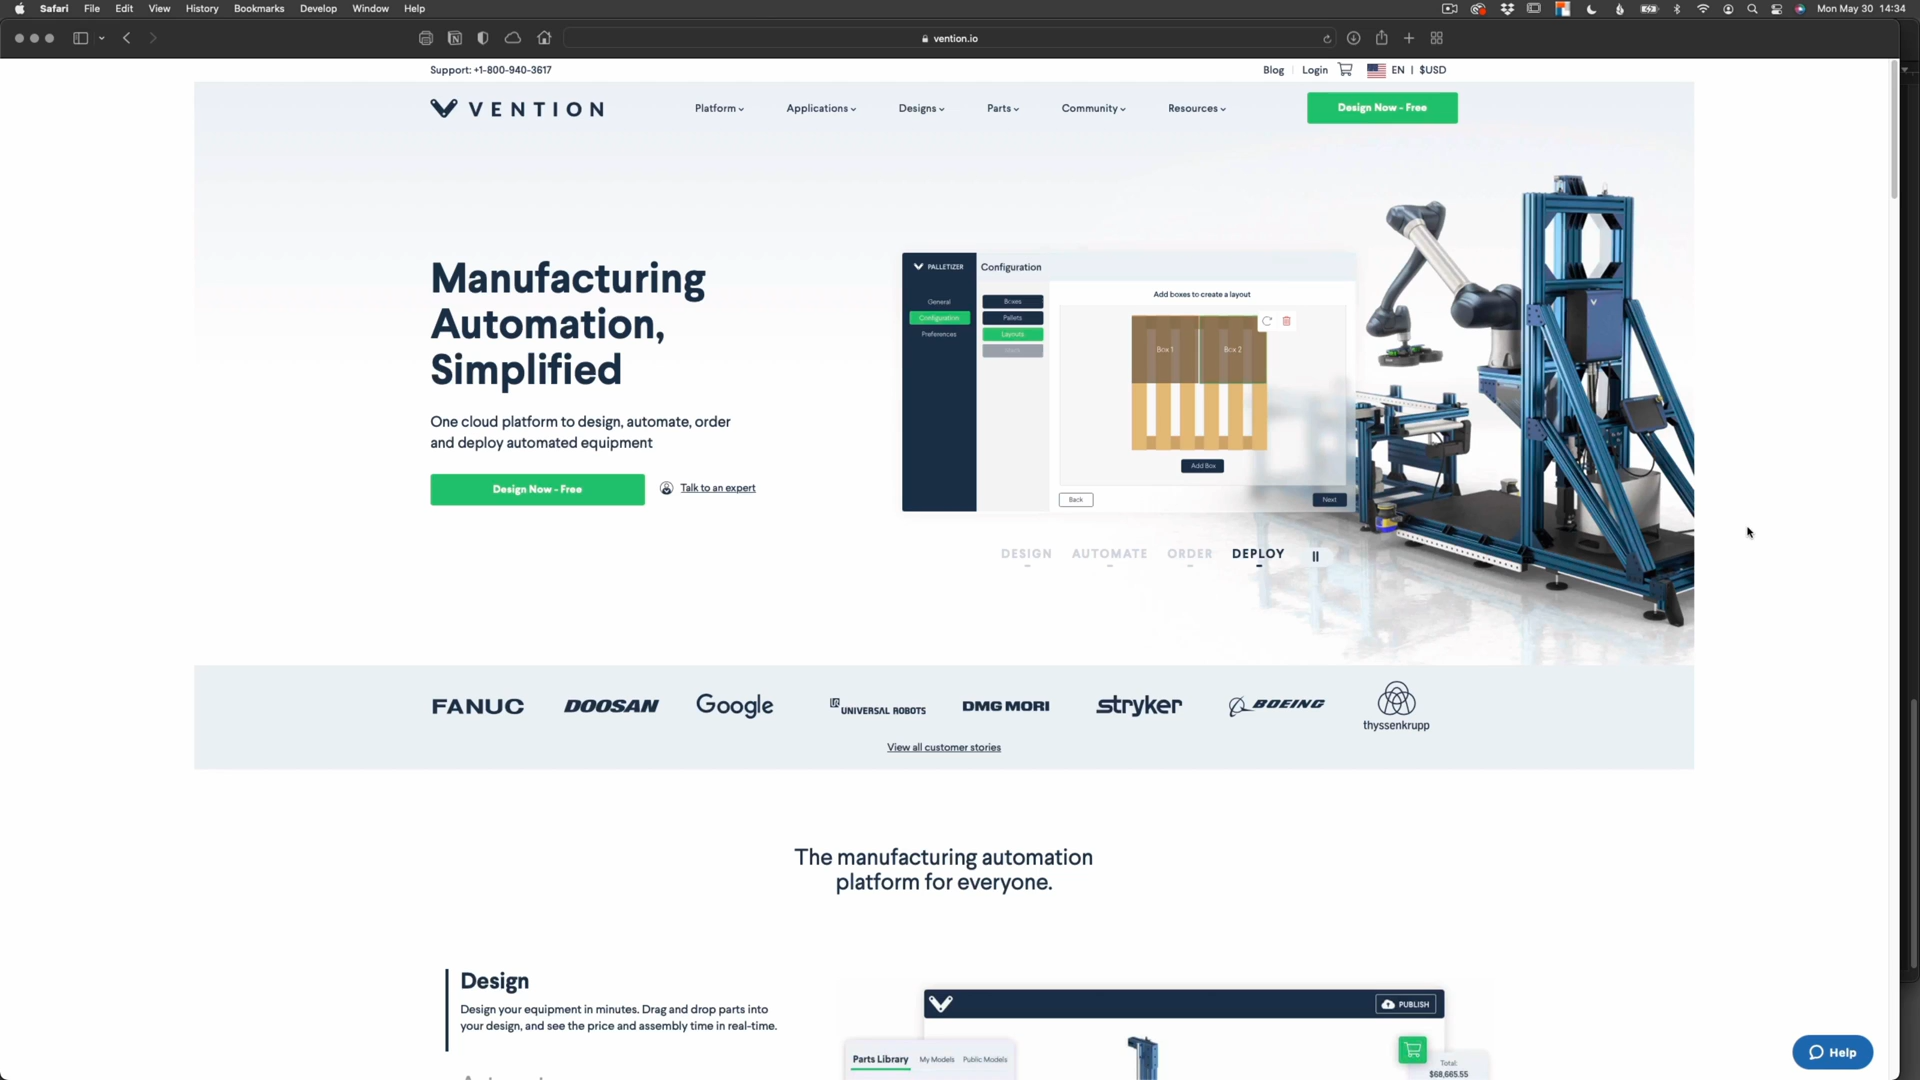 Safari File Edit View History Bookmarks Develop Window Help Mon May 30 14:34
vention.io
Support: +1-800-940-3617 Blog Login EN | $USD
VENTION Platform Applications Designs Parts Community Resources Design Now - Free
Manufacturing
Automation,
Simplified
One cloud platform to design, automate, order
and deploy automated equipment
Design Now - Free Talk to an expert
PALLETIZER Configuration
General
Configuration
Preferences
Boxes
Pallets
Layouts
Add boxes to create a layout
Box 1 Box 2
Add Box
Back Next
DESIGN AUTOMATE ORDER DEPLOY
FANUC DOOSAN Google UNIVERSAL ROBOTS DMG MORI stryker BOEING thyssenkrupp
View all customer stories
The manufacturing automation
platform for everyone.
Design
Design your equipment in minutes. Drag and drop parts into
your design, and see the price and assembly time in real-time.
PUBLISH
Parts Library My Models Public Models
Total:
$68,665.55
Help